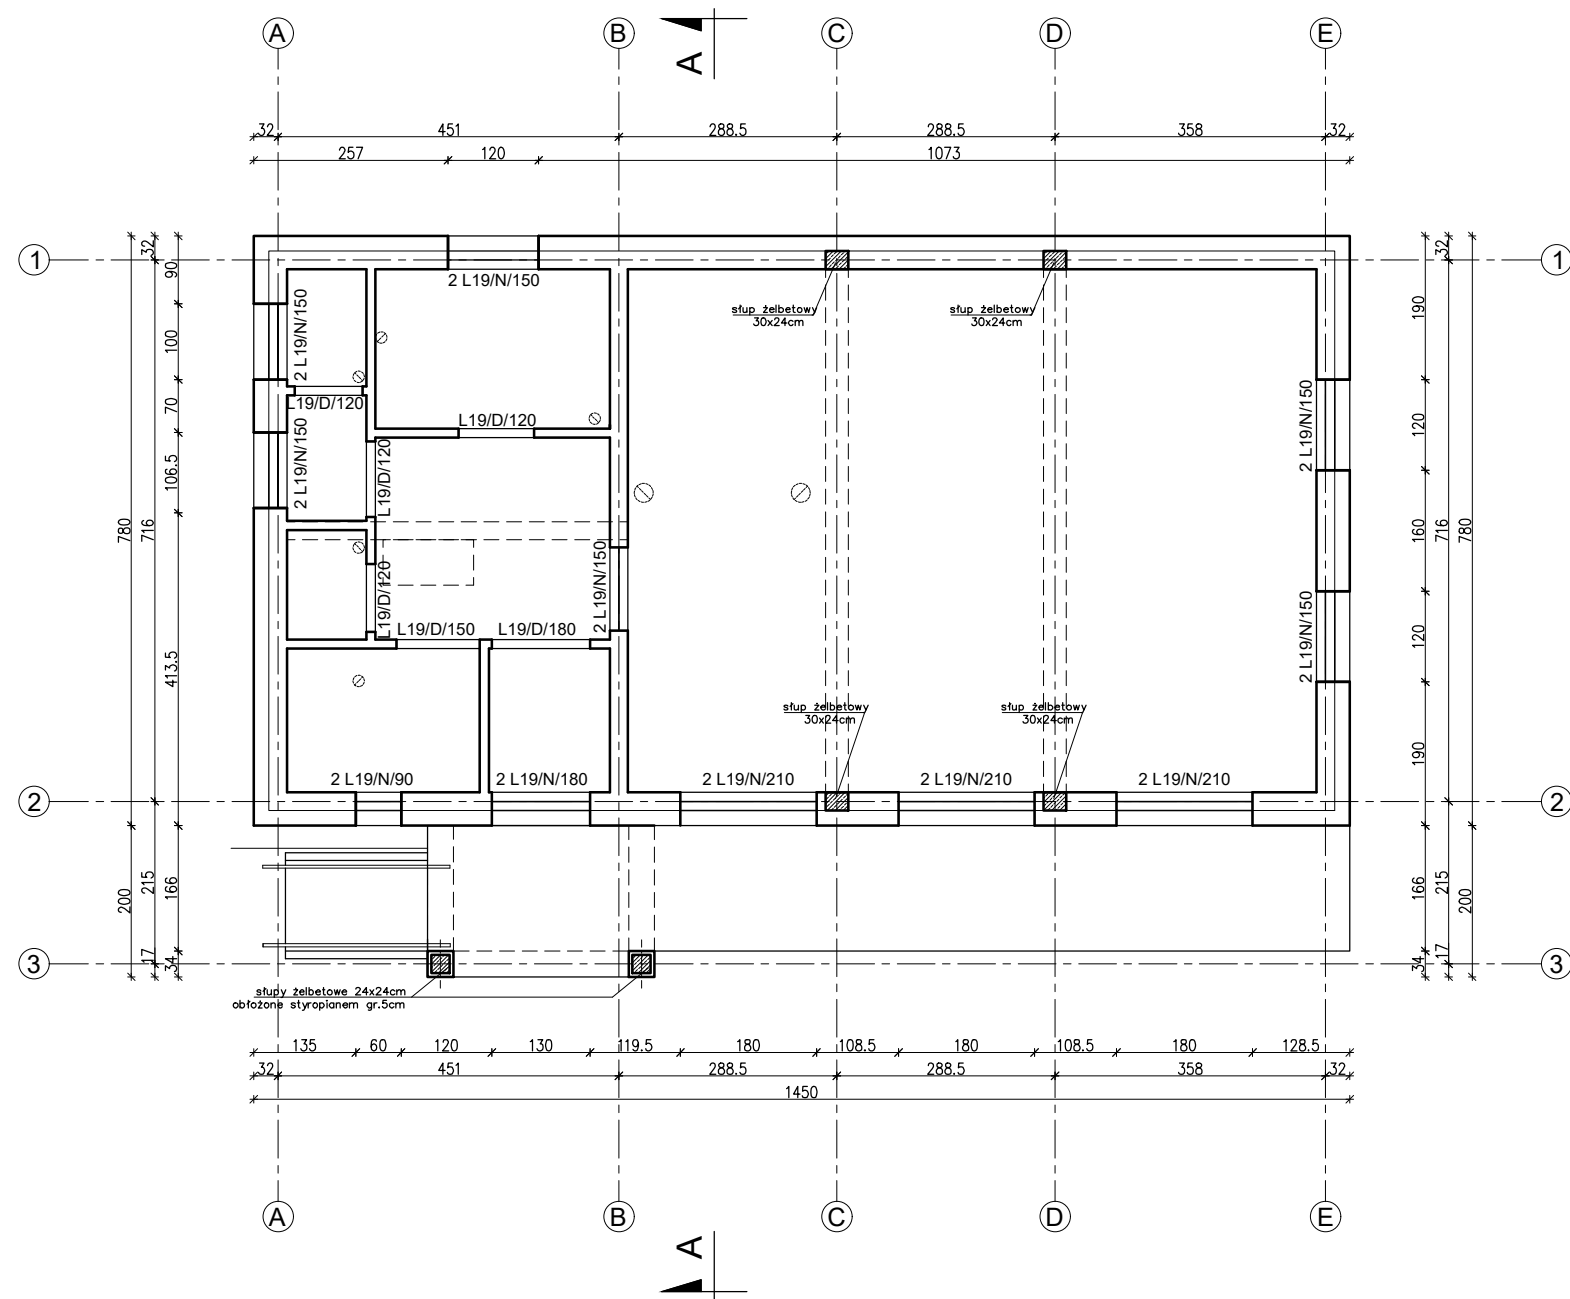 A B A C D E
32 451 288.5 288.5 358 32
257 120 1073
1 1
32 32
90
100
70
106.5
413.5
716
780
190
120
160
120
190
716
780
2 L19/N/150
2 L19/N/150
L19/D/120
2 L19/N/150
L19/D/120
L19/D/120
L19/D/120
2 L19/N/150
L19/D/150 L19/D/180
słup żelbetowy
30x24cm
słup żelbetowy
30x24cm
2 L19/N/150
2 L19/N/150
słup żelbetowy
30x24cm
słup żelbetowy
30x24cm
2 L19/N/90 2 L19/N/180 2 L19/N/210 2 L19/N/210 2 L19/N/210
2 2
200 215 166
166 215 200
17 34
34 17
3 3
słupy żelbetowe 24x24cm
obłożone styropianem gr.5cm
135 60 120 130 119.5 180 108.5 180 108.5 180 128.5
32 451 288.5 288.5 358 32
1450
A B C D E
A